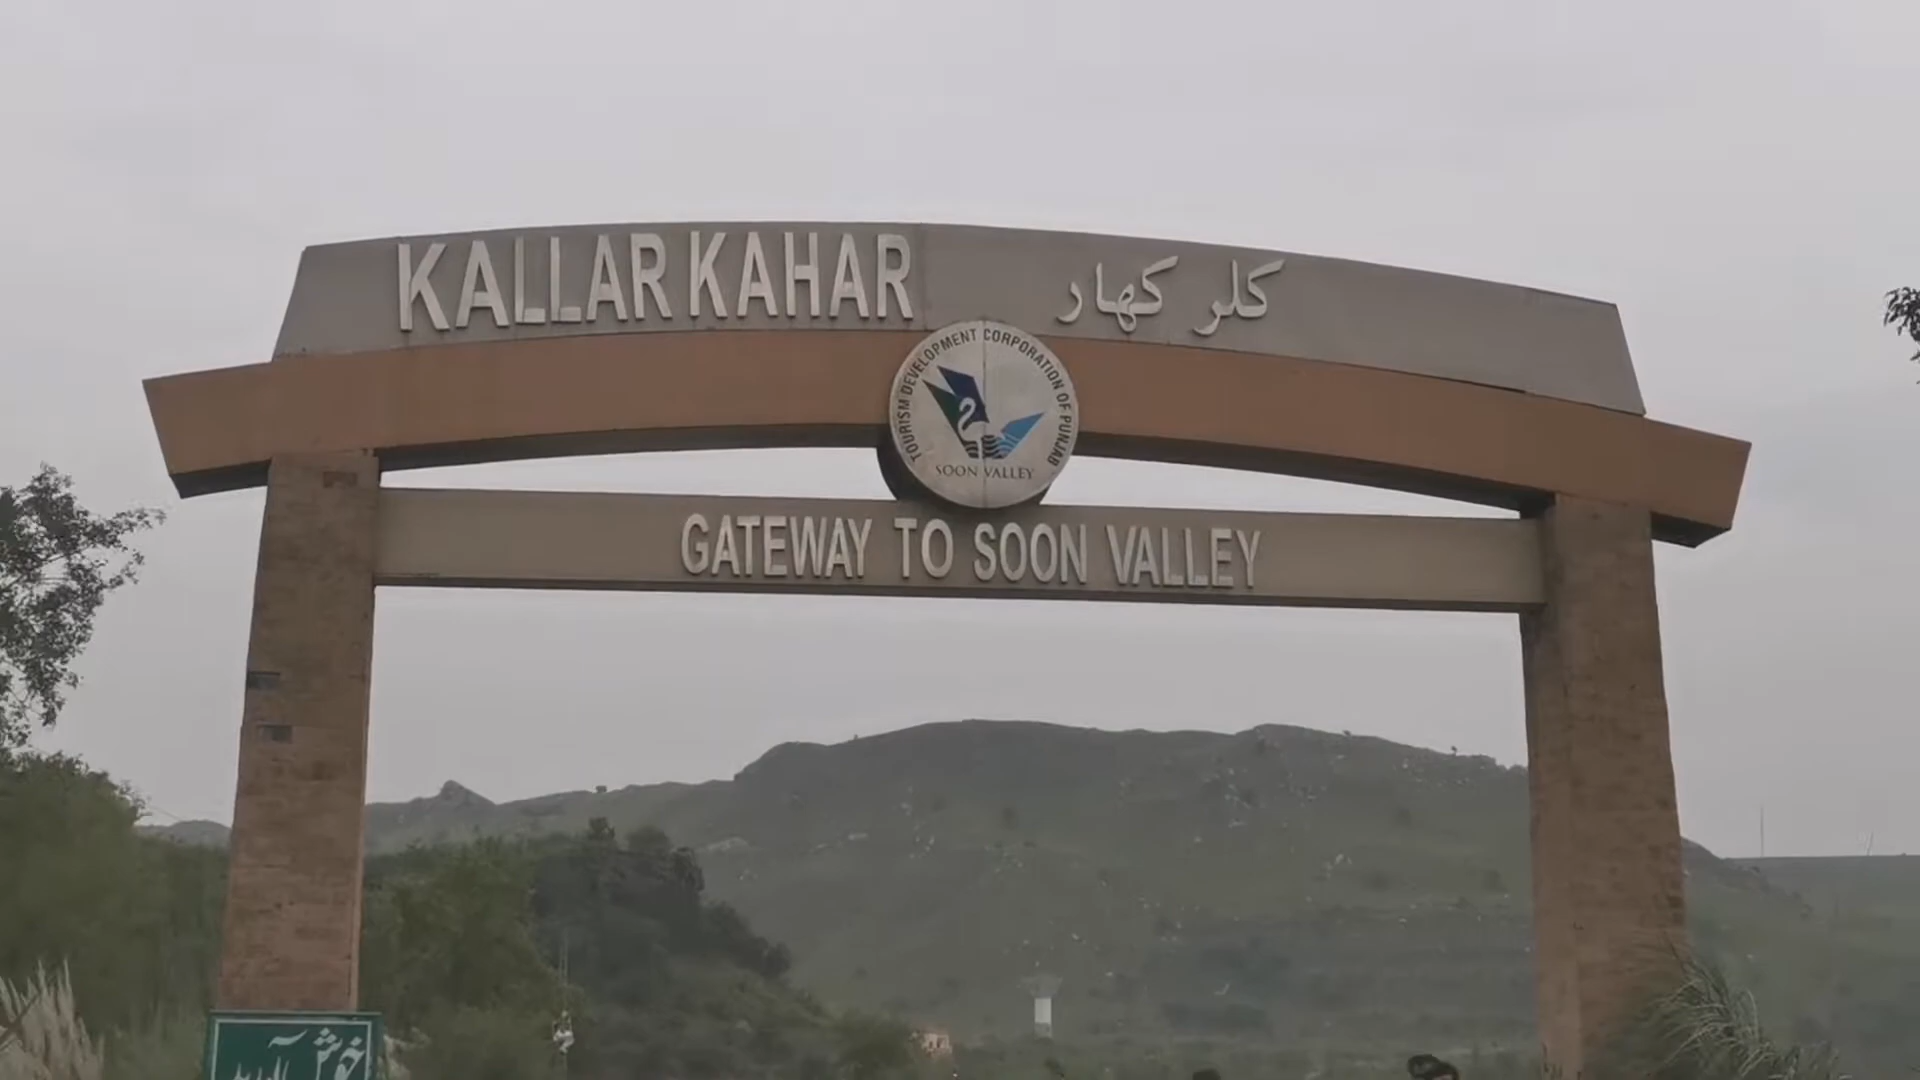 KALLAR KAHAR کلر کہار
TOURISM DEVELOPMENT CORPORATION OF PUNJAB
SOON VALLEY
GATEWAY TO SOON VALLEY
خوش آمدید